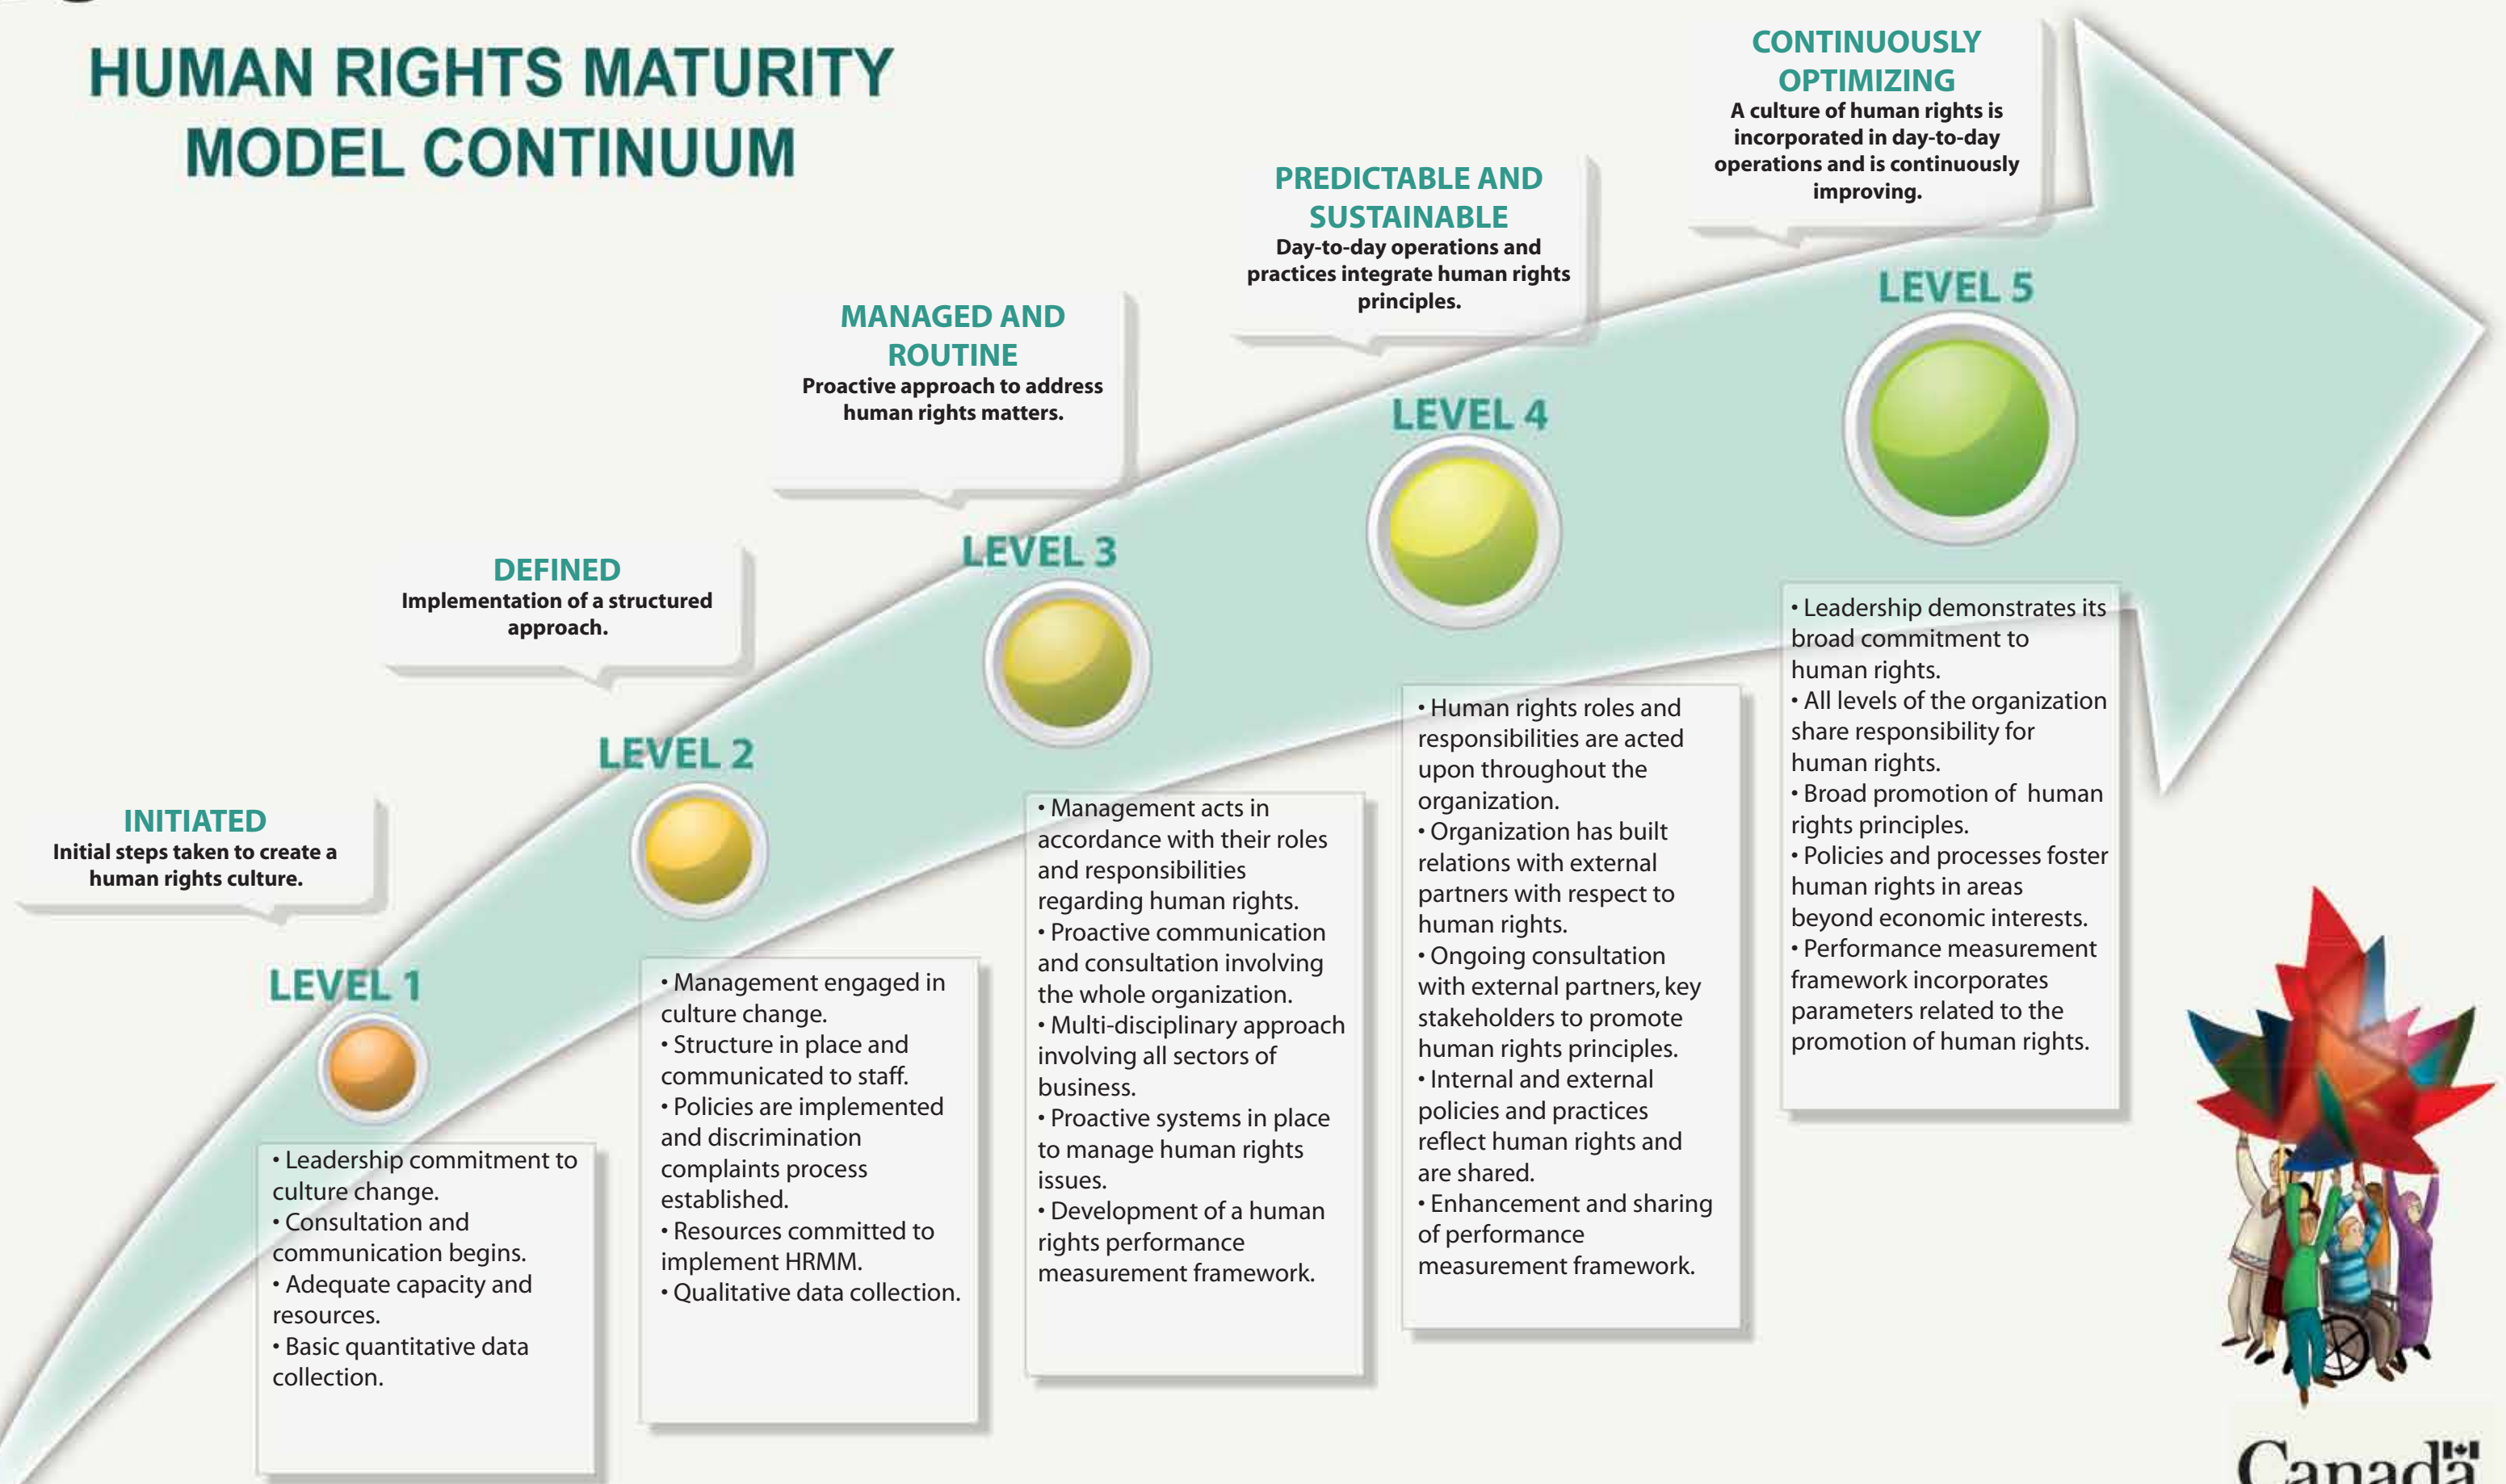 HUMAN RIGHTS MATURITY
MODEL CONTINUUM
INITIATED
Initial steps taken to create a
human rights culture.
LEVEL 1
• Leadership commitment to
culture change.
• Consultation and
communication begins.
• Adequate capacity and
resources.
• Basic quantitative data
collection.
DEFINED
Implementation of a structured
approach.
LEVEL 2
• Management engaged in
culture change.
• Structure in place and
communicated to staff.
• Policies are implemented
and discrimination
complaints process
established.
• Resources committed to
implement HRMM.
• Qualitative data collection.
MANAGED AND
ROUTINE
Proactive approach to address
human rights matters.
LEVEL 3
• Management acts in
accordance with their roles
and responsibilities
regarding human rights.
• Proactive communication
and consultation involving
the whole organization.
• Multi-disciplinary approach
involving all sectors of
business.
• Proactive systems in place
to manage human rights
issues.
• Development of a human
rights performance
measurement framework.
PREDICTABLE AND
SUSTAINABLE
Day-to-day operations and
practices integrate human rights
principles.
LEVEL 4
• Human rights roles and
responsibilities are acted
upon throughout the
organization.
• Organization has built
relations with external
partners with respect to
human rights.
• Ongoing consultation
with external partners, key
stakeholders to promote
human rights principles.
• Internal and external
policies and practices
reflect human rights and
are shared.
• Enhancement and sharing
of performance
measurement framework.
CONTINUOUSLY
OPTIMIZING
A culture of human rights is
incorporated in day-to-day
operations and is continuously
improving.
LEVEL 5
• Leadership demonstrates its
broad commitment to
human rights.
• All levels of the organization
share responsibility for
human rights.
• Broad promotion of human
rights principles.
• Policies and processes foster
human rights in areas
beyond economic interests.
• Performance measurement
framework incorporates
parameters related to the
promotion of human rights.
Canada